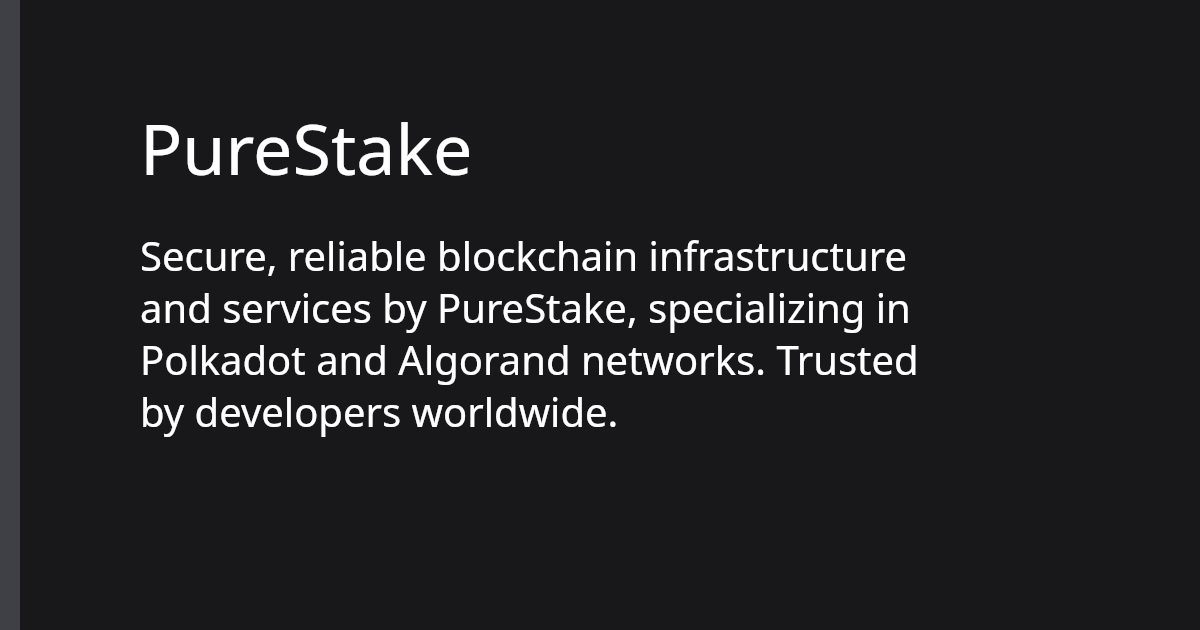 PureStake
Secure, reliable blockchain infrastructure
and services by PureStake, specializing in
Polkadot and Algorand networks. Trusted
by developers worldwide.